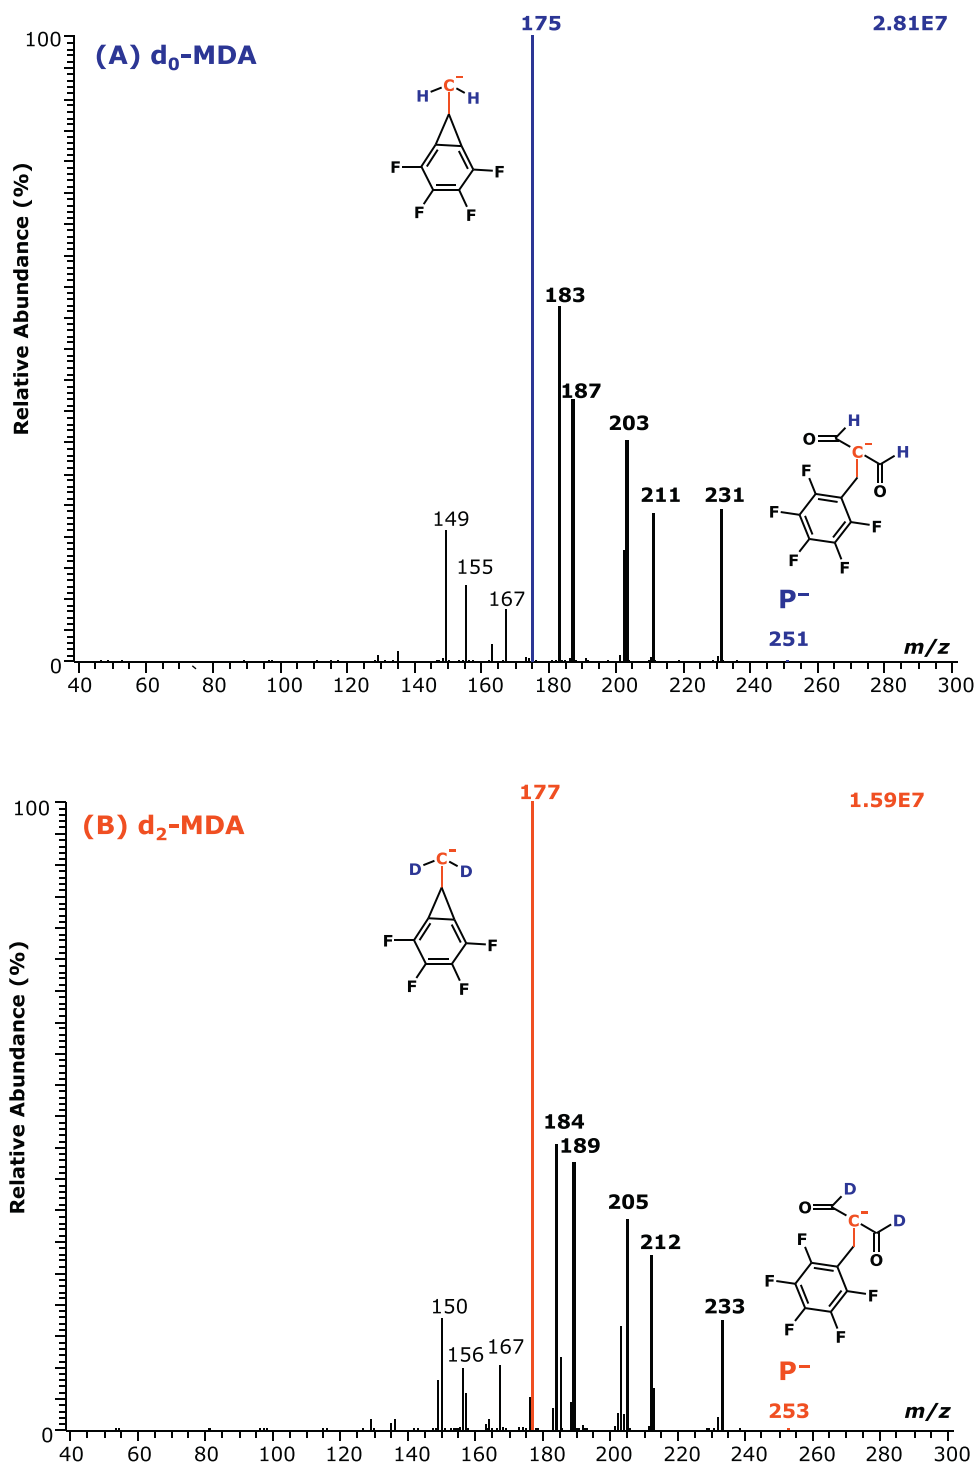 175
2.81E7
100
(A) d0-MDA
C−
H H
F F
F F
183
187
203
211 231
149
155
167
O H
C− H
O
F
F F
F F
P−
251
m/z
0
Relative Abundance (%)
40 60 80 100 120 140 160 180 200 220 240 260 280 300
177
1.59E7
100
(B) d2-MDA
C−
D D
F F
F F
184
189
205
212
233
150
156 167
D
O C− D
O
F
F F
F F
P−
253
m/z
0
Relative Abundance (%)
40 60 80 100 120 140 160 180 200 220 240 260 280 300